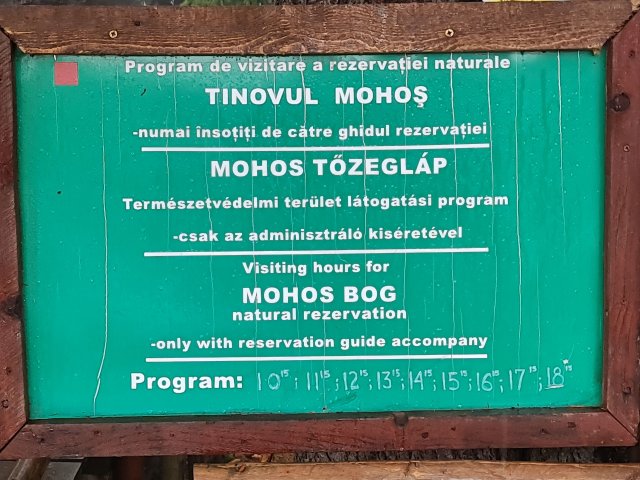 Program de vizitare a rezervației naturale
TINOVUL MOHOŞ
-numai însoțiți de către ghidul rezervației
MOHOS TŐZEGLÁP
Természetvédelmi terület látogatási program
-csak az adminisztráló kiséretével
Visiting hours for
MOHOS BOG
natural rezervation
-only with reservation guide accompany
Program: 10¹⁵; 11¹⁵; 12¹⁵; 13¹⁵; 14¹⁵; 15¹⁵; 16¹⁵; 17¹⁵; 18¹⁵